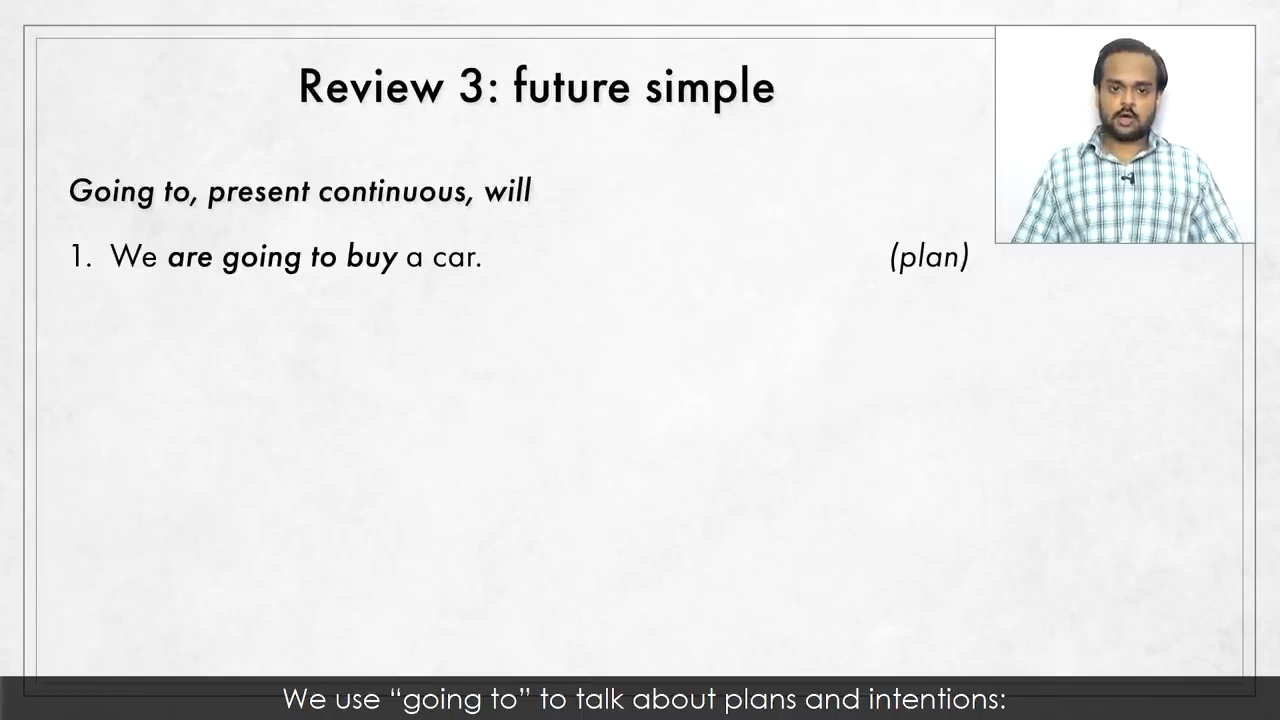 Review 3: future simple
Going to, present continuous, will
1. We are going to buy a car. (plan)
We use “going to” to talk about plans and intentions: